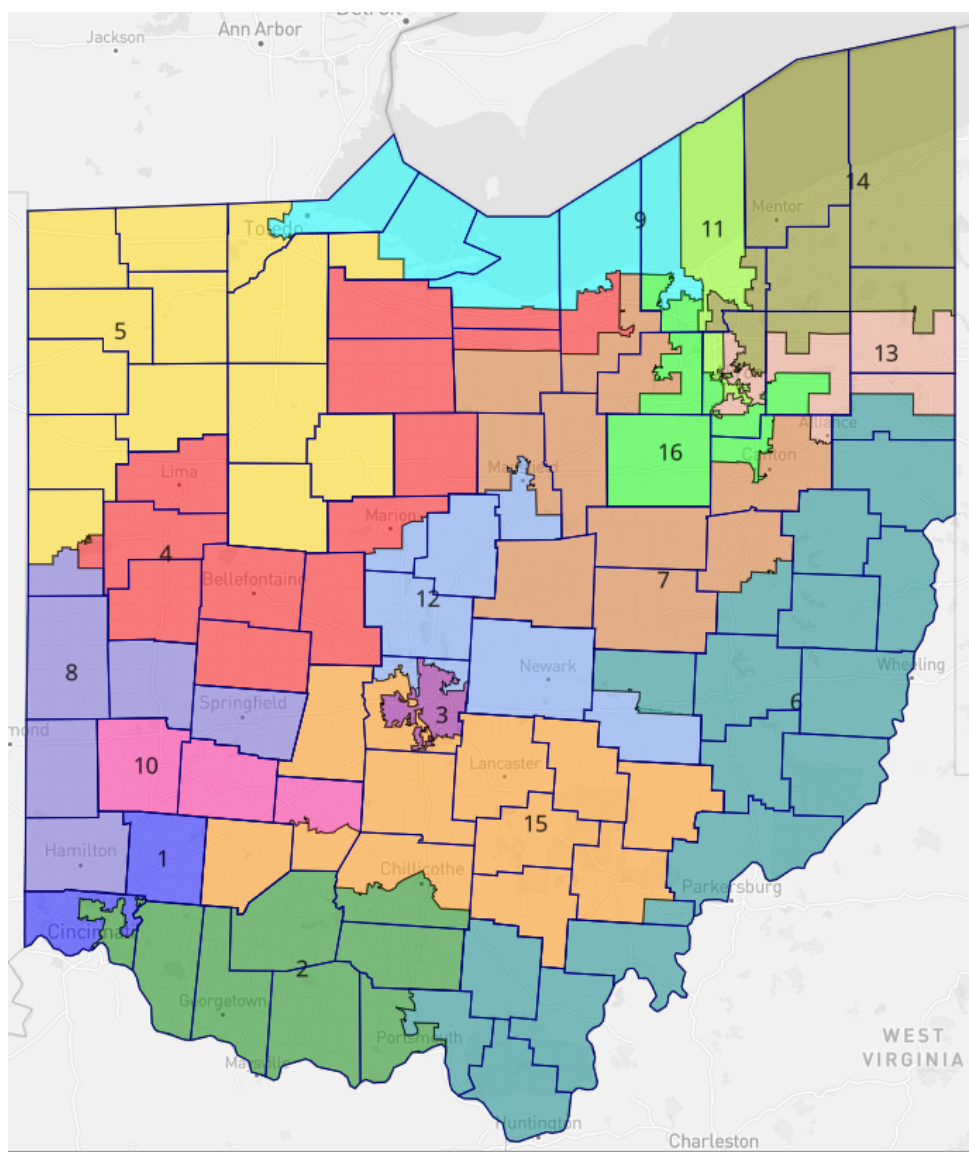 Detroit
Ann Arbor
Jackson
14
Mentor
9
11
Toledo
5
13
Alliance
16
Canton
Mansfield
Lima
Marion
4
Bellefontaine
7
12
8
Newark
Wheeling
6
Springfield
3
mond
10
Lancaster
15
1
Hamilton
Chillicothe
Parkersburg
Cincinnati
2
Georgetown
Portsmouth
WEST
VIRGINIA
Maysville
Huntington
Charleston